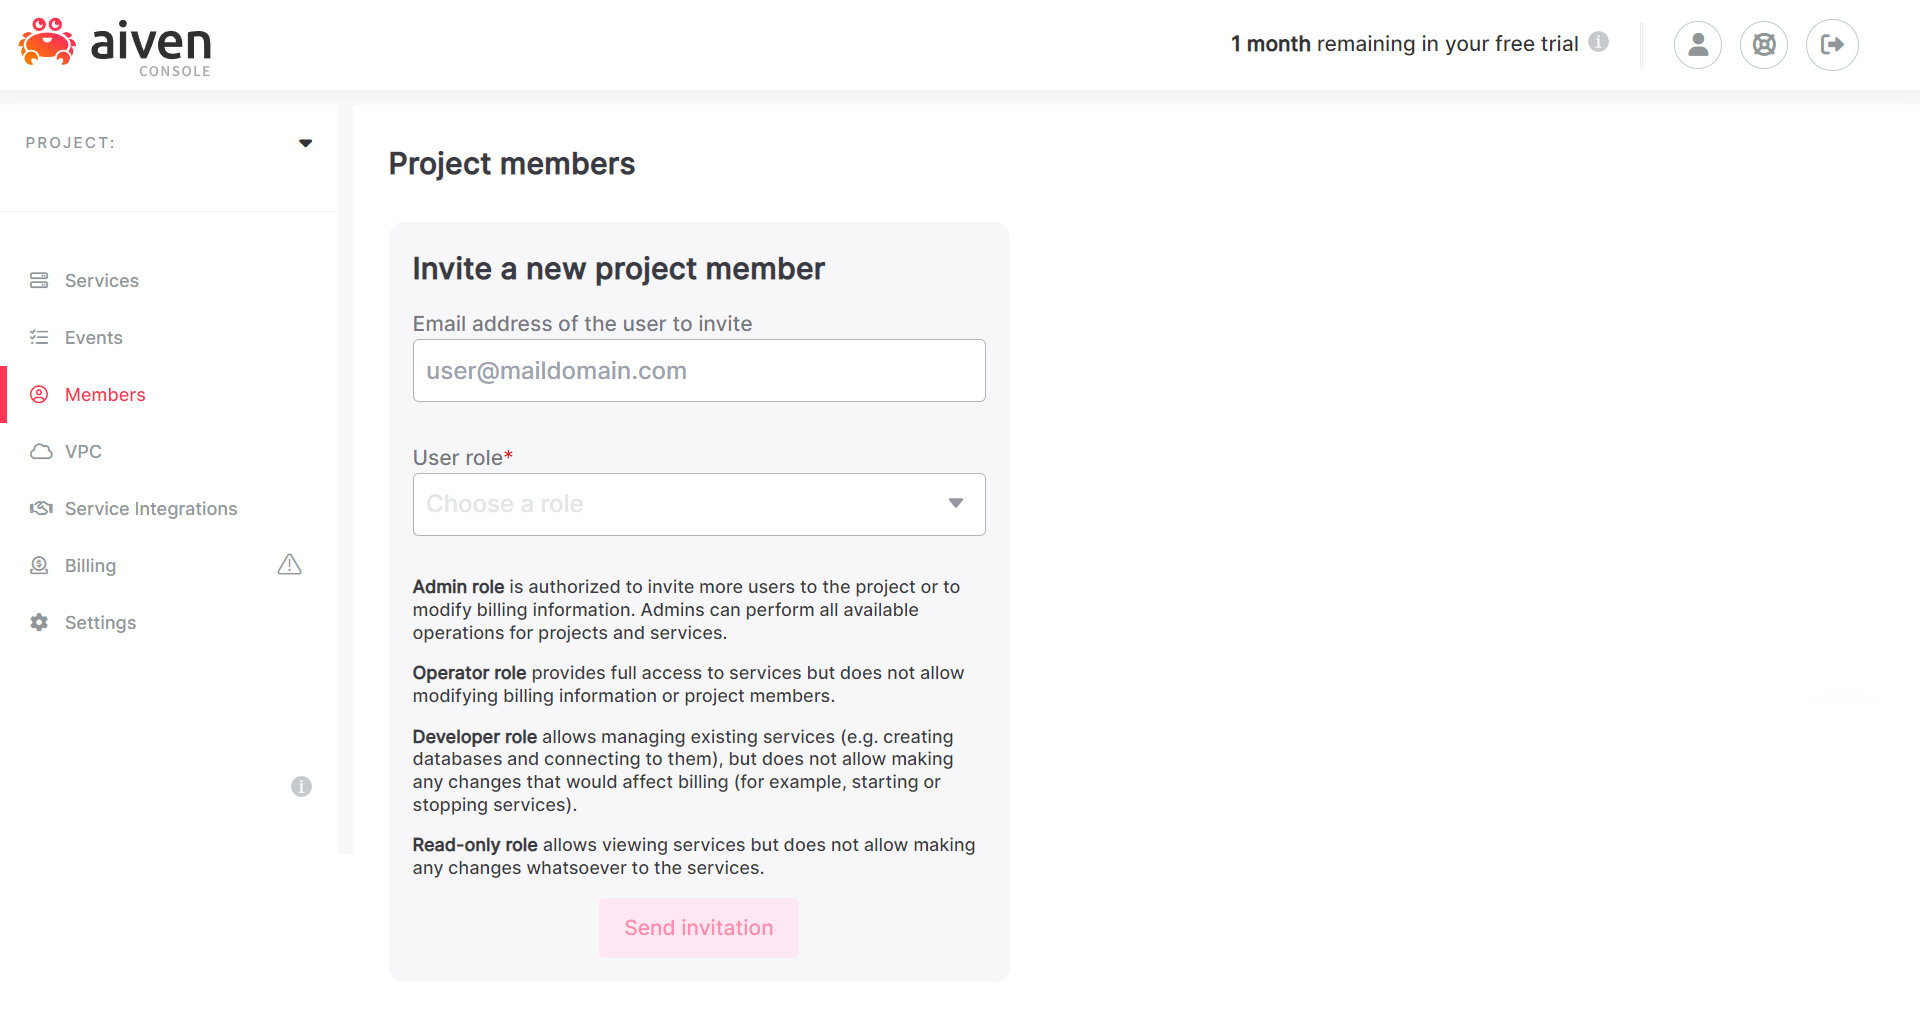 aiven
CONSOLE
1 month remaining in your free trial
PROJECT:
Services
Events
Members
VPC
Service Integrations
Billing
Settings
Project members
Invite a new project member
Email address of the user to invite
user@maildomain.com
User role*
Choose a role
Admin role is authorized to invite more users to the project or to
modify billing information. Admins can perform all available
operations for projects and services.
Operator role provides full access to services but does not allow
modifying billing information or project members.
Developer role allows managing existing services (e.g. creating
databases and connecting to them), but does not allow making
any changes that would affect billing (for example, starting or
stopping services).
Read-only role allows viewing services but does not allow making
any changes whatsoever to the services.
Send invitation